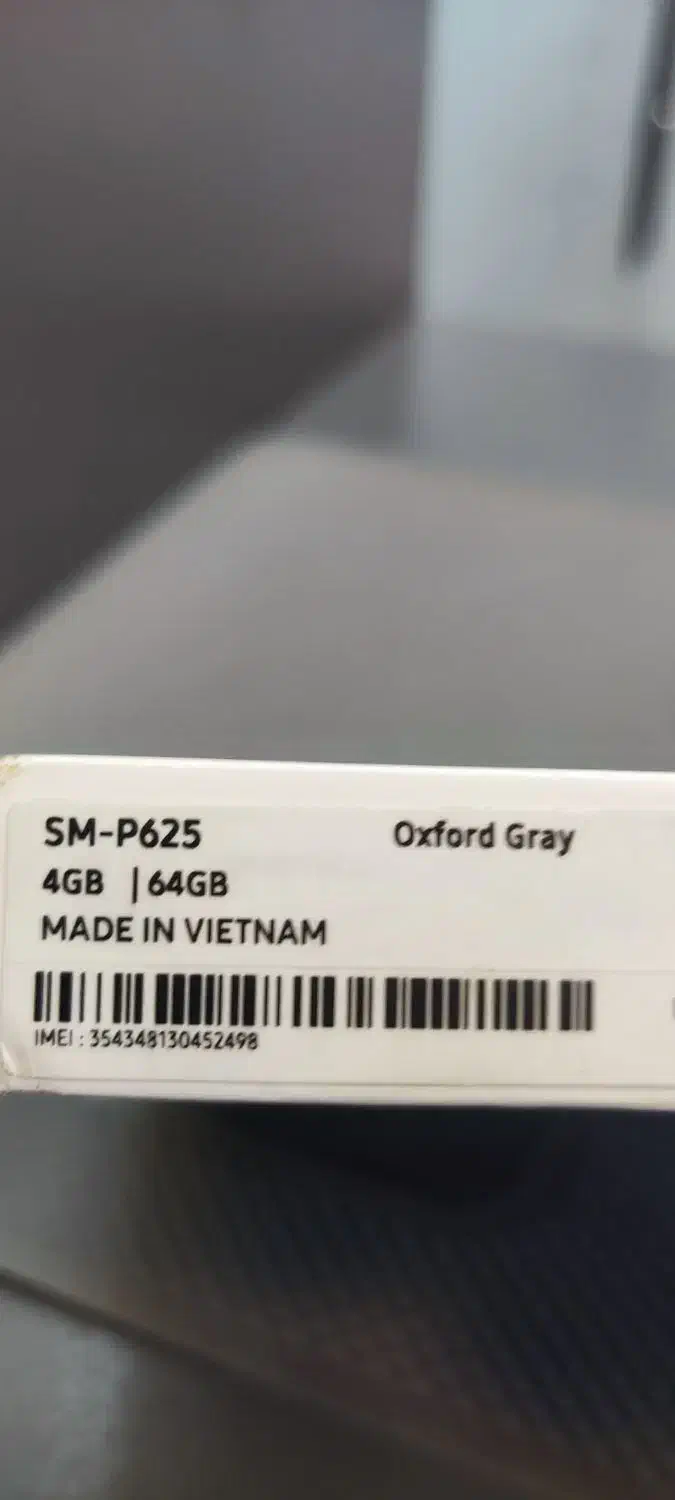 SM-P625 Oxford Gray
4GB | 64GB
MADE IN VIETNAM
IMEI : 354348130452498